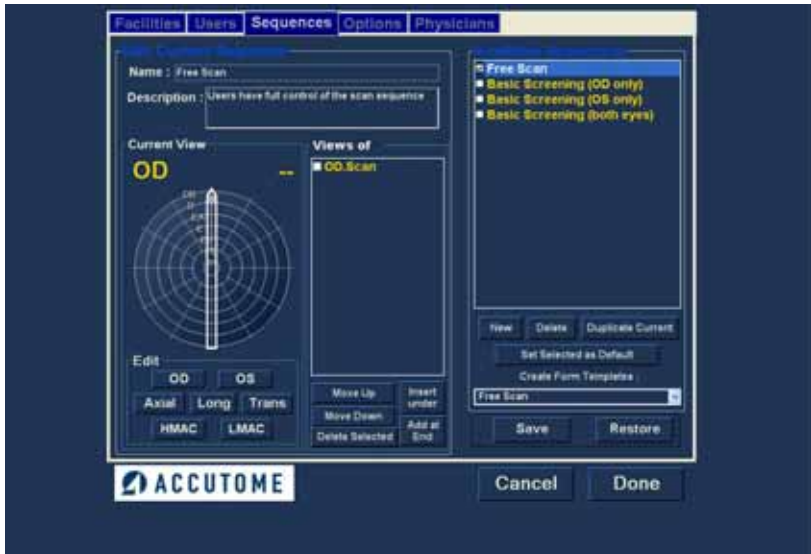 Facilities Users Sequences Options Physicians
Edit Current Sequence
Name : Free Scan
Description : Users have full control of the scan sequence
Current View
OD --
Views of
OD.Scan
Edit
OD OS
Axial Long Trans
HMAC LMAC
Move Up
Move Down
Delete Selected
Insert under
Add at End
Free Scan
Basic Screening (OD only)
Basic Screening (OS only)
Basic Screening (both eyes)
New Delete Duplicate Current
Set Selected as Default
Create Form Templates
Free Scan
Save Restore
ACCUTOME
Cancel Done